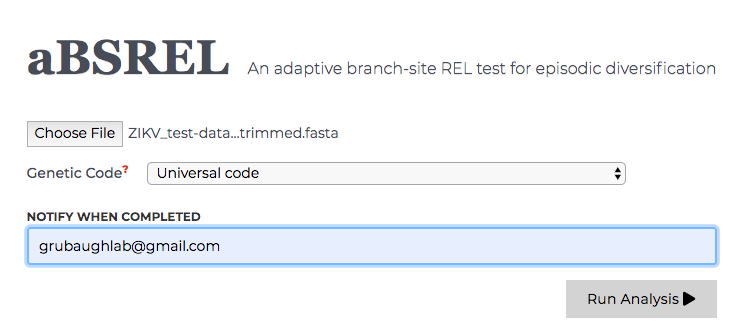 aBSREL An adaptive branch-site REL test for episodic diversification
Choose File ZIKV_test-data...trimmed.fasta
Genetic Code? Universal code
NOTIFY WHEN COMPLETED
grubaughlab@gmail.com
Run Analysis